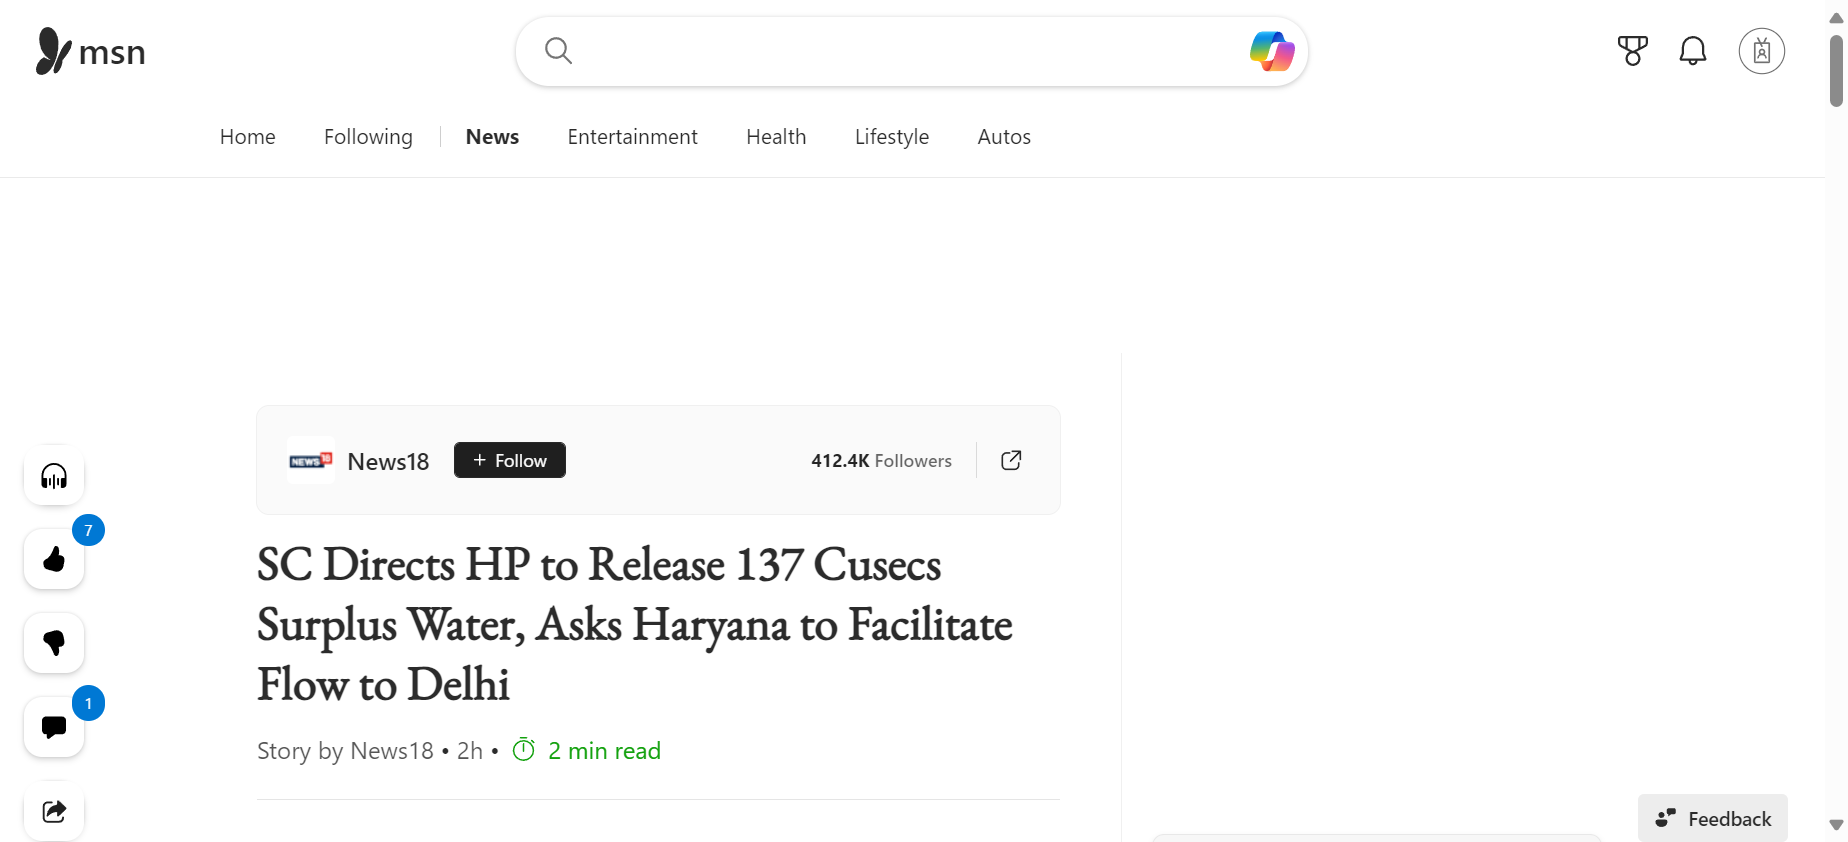 msn
Home
Following
News
Entertainment
Health
Lifestyle
Autos
NEWS 18
News18
+ Follow
412.4K Followers
7
SC Directs HP to Release 137 Cusecs
Surplus Water, Asks Haryana to Facilitate
Flow to Delhi
1
Story by News18 • 2h •
2 min read
Feedback